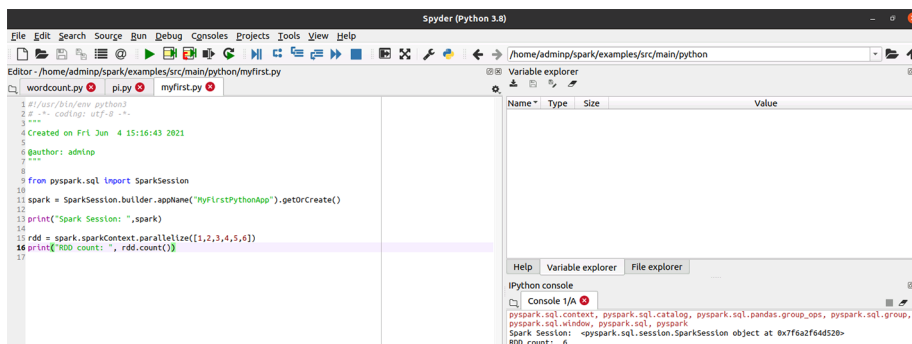 Spyder (Python 3.8)
File Edit Search Source Run Debug Consoles Projects Tools View Help
/home/adminp/spark/examples/src/main/python
Editor - /home/adminp/spark/examples/src/main/python/myfirst.py
wordcount.py
pi.py
myfirst.py
1 #!/usr/bin/env python3
2 # -*- coding: utf-8 -*-
3 """
4 Created on Fri Jun  4 15:16:43 2021
5
6 @author: adminp
7 """
8
9 from pyspark.sql import SparkSession
10
11 spark = SparkSession.builder.appName("MyFirstPythonApp").getOrCreate()
12
13 print("Spark Session: ",spark)
14
15 rdd = spark.sparkContext.parallelize([1,2,3,4,5,6])
16 print("RDD count: ", rdd.count())
17
Variable explorer
Name Type Size Value
Help Variable explorer File explorer
IPython console
Console 1/A
pyspark.sql.context, pyspark.sql.catalog, pyspark.sql.pandas.group_ops, pyspark.sql.group,
pyspark.sql.window, pyspark.sql, pyspark
Spark Session:  <pyspark.sql.session.SparkSession object at 0x7f6a2f64d520>
RDD count:  6